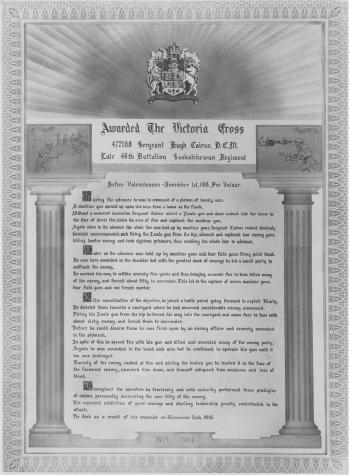 Awarded The Victoria Cross
472168 Sergeant Hugh Cairns, D.C.M.
Late 46th Battalion Saskatchewan Regiment
Before Valenciennes - November 1st, 1918. For Valour.
During the advance he was in command of a platoon of twenty men.
A machine gun opened up upon his men from a house on the flank.
Without a moment's hesitation Sergeant Cairns seized a Lewis gun and alone rushed into the house in
the face of direct fire, killed the crew of five and captured the machine gun.
Again when in the advance the whole line was held up by machine guns, Sergeant Cairns rushed fearlessly
forward, unaccompanied, and firing the Lewis gun from the hip, silenced and captured two enemy guns,
killing twelve enemy and took eighteen prisoners, thus enabling the whole line to advance.
Later on the advance was held up by machine guns and four field guns firing point blank.
He was here wounded in the shoulder but with the greatest dash of courage he led a small party to
outflank the enemy.
He worked his way to within seventy-five yards and then bringing accurate fire to bear killed many
of the enemy, and forced about fifty to surrender. This led to the capture of seven machine guns,
four field guns and one trench mortar.
After consolidation of the objective, he joined a battle patrol going forward to exploit Marly.
He directed them towards a courtyard where he had observed considerable enemy movement.
Firing his Lewis gun from the hip he forced his way into the courtyard and came face to face with
about sixty enemy and forced them to surrender.
Before he could disarm them he was fired upon by an enemy officer and severely wounded
in the stomach.
In spite of this he opened fire with his gun and killed and wounded many of the enemy party.
Again he was wounded in the hand and arm but he continued to operate his gun until it
too was destroyed.
Twenty of the enemy rushed at him and seizing the broken gun he hurled it in the face of
the foremost enemy, knocked him down, and himself collapsed from weakness and loss of
blood.
Throughout the operation he fearlessly and with maturity performed these prodigies
of valour, personally accounting for over fifty of the enemy.
His repeated exhibition of great courage and sterling leadership greatly contributed to the
attack.
He died as a result of his wounds on November 2nd, 1918.
1914 1918